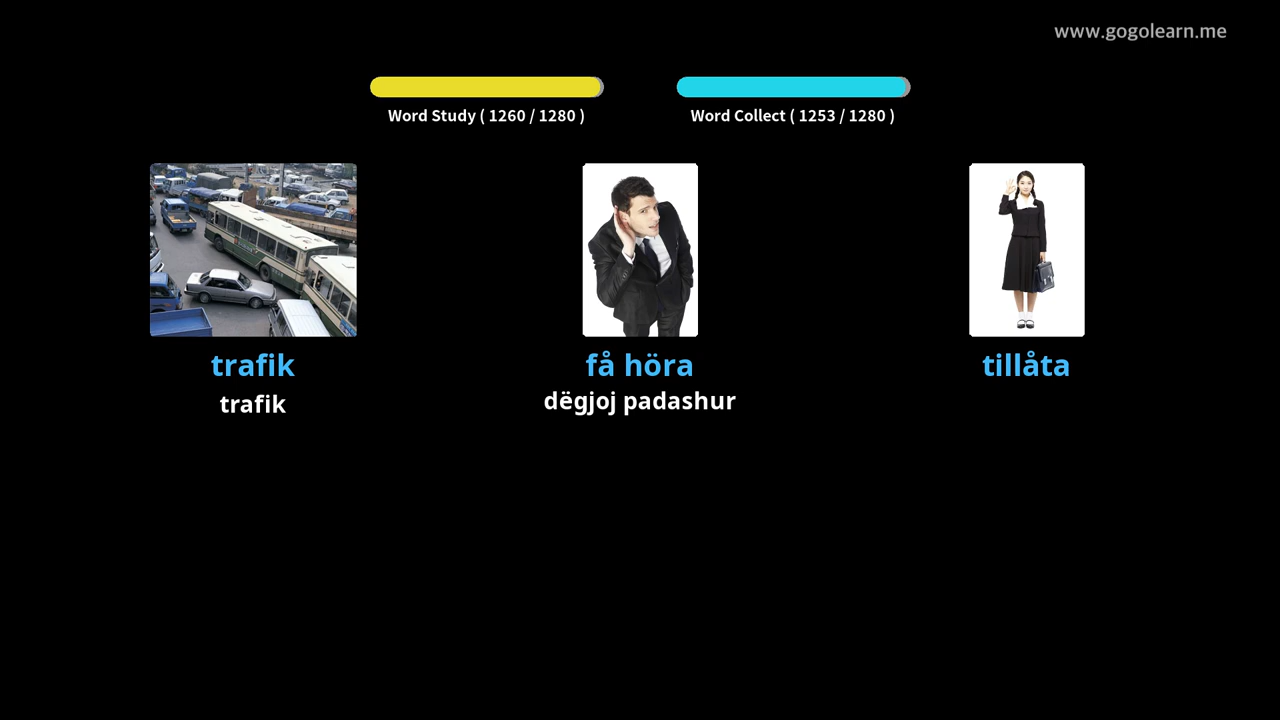 www.gogolearn.me
Word Study ( 1260 / 1280 )
Word Collect ( 1253 / 1280 )
trafik
få höra
tillåta
trafik
dëgjoj padashur